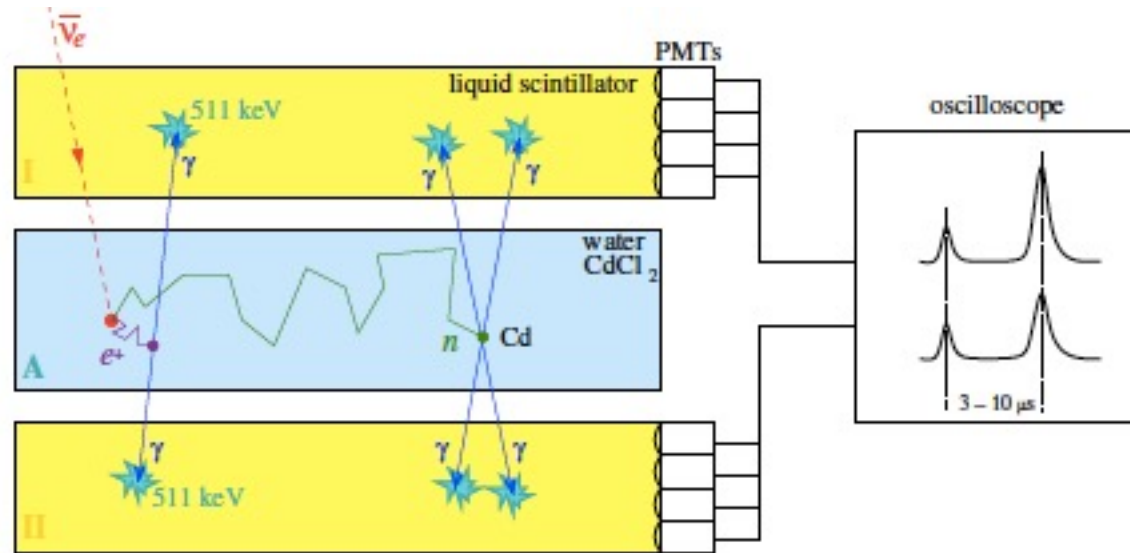 ν̅e
PMTs
liquid scintillator
511 keV
oscilloscope
γ
γ
γ
I
water
CdCl2
e+
n
Cd
A
3 – 10 μs
γ
γ
γ
511 keV
II